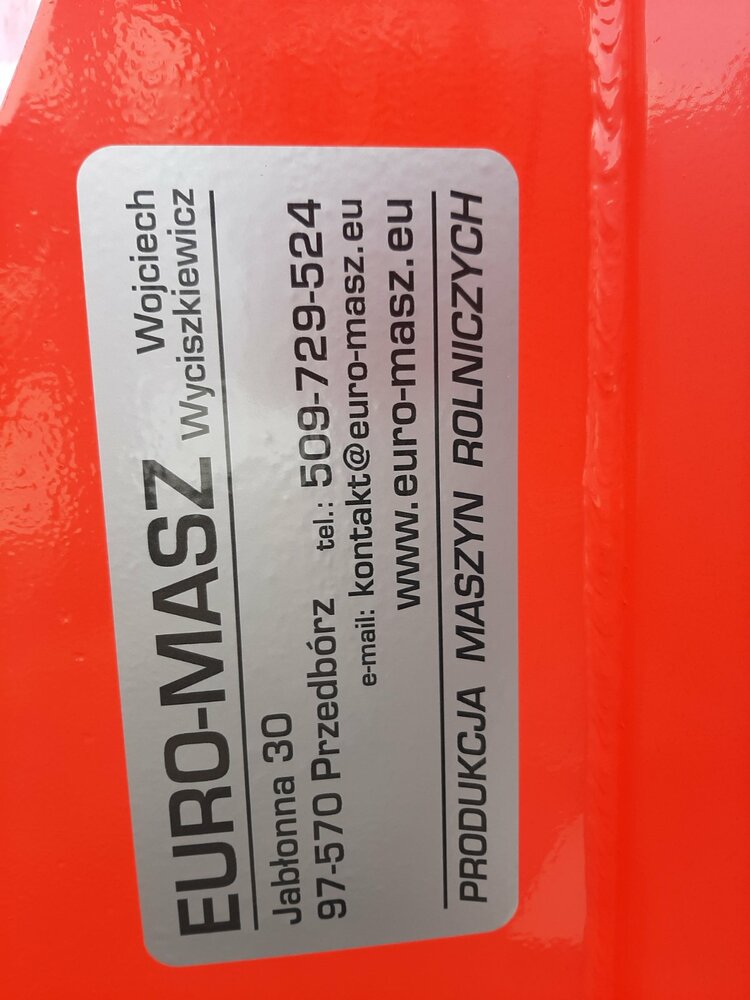 EURO-MASZ Wojciech
Wyciszkiewicz
Jabłonna 30
97-570 Przedbórz tel.: 509-729-524
e-mail: kontakt@euro-masz.eu
www.euro-masz.eu
PRODUKCJA MASZYN ROLNICZYCH